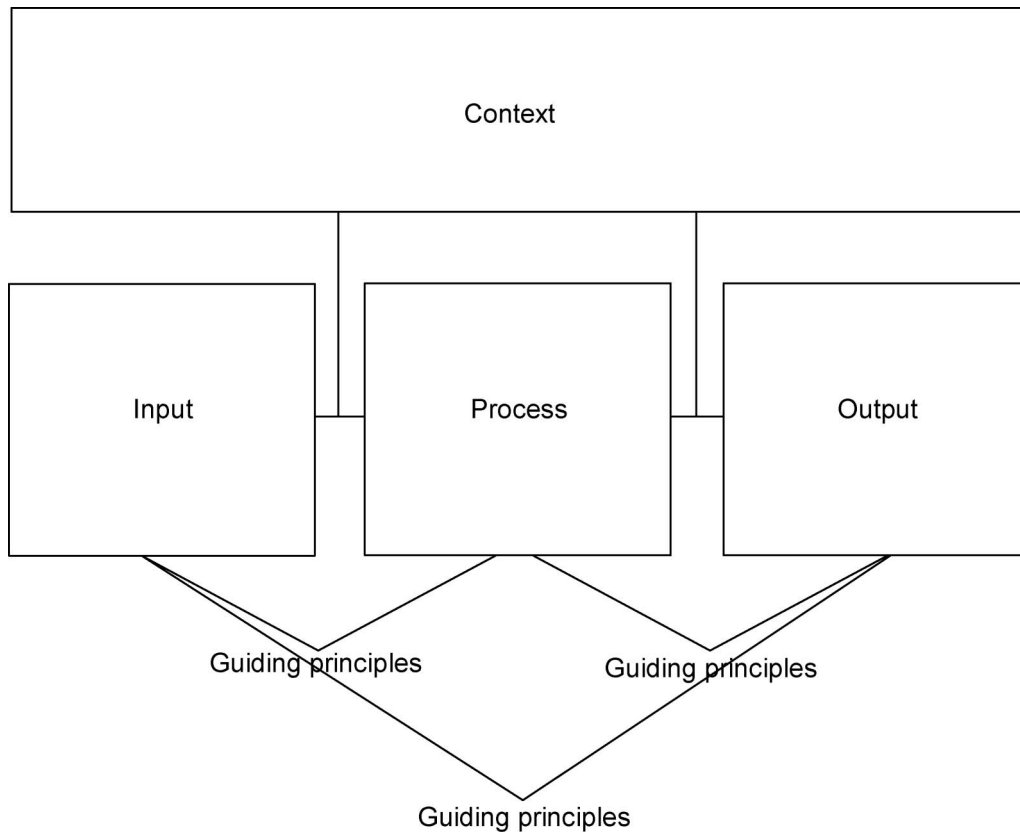 Context
Input
Process
Output
Guiding principles
Guiding principles
Guiding principles